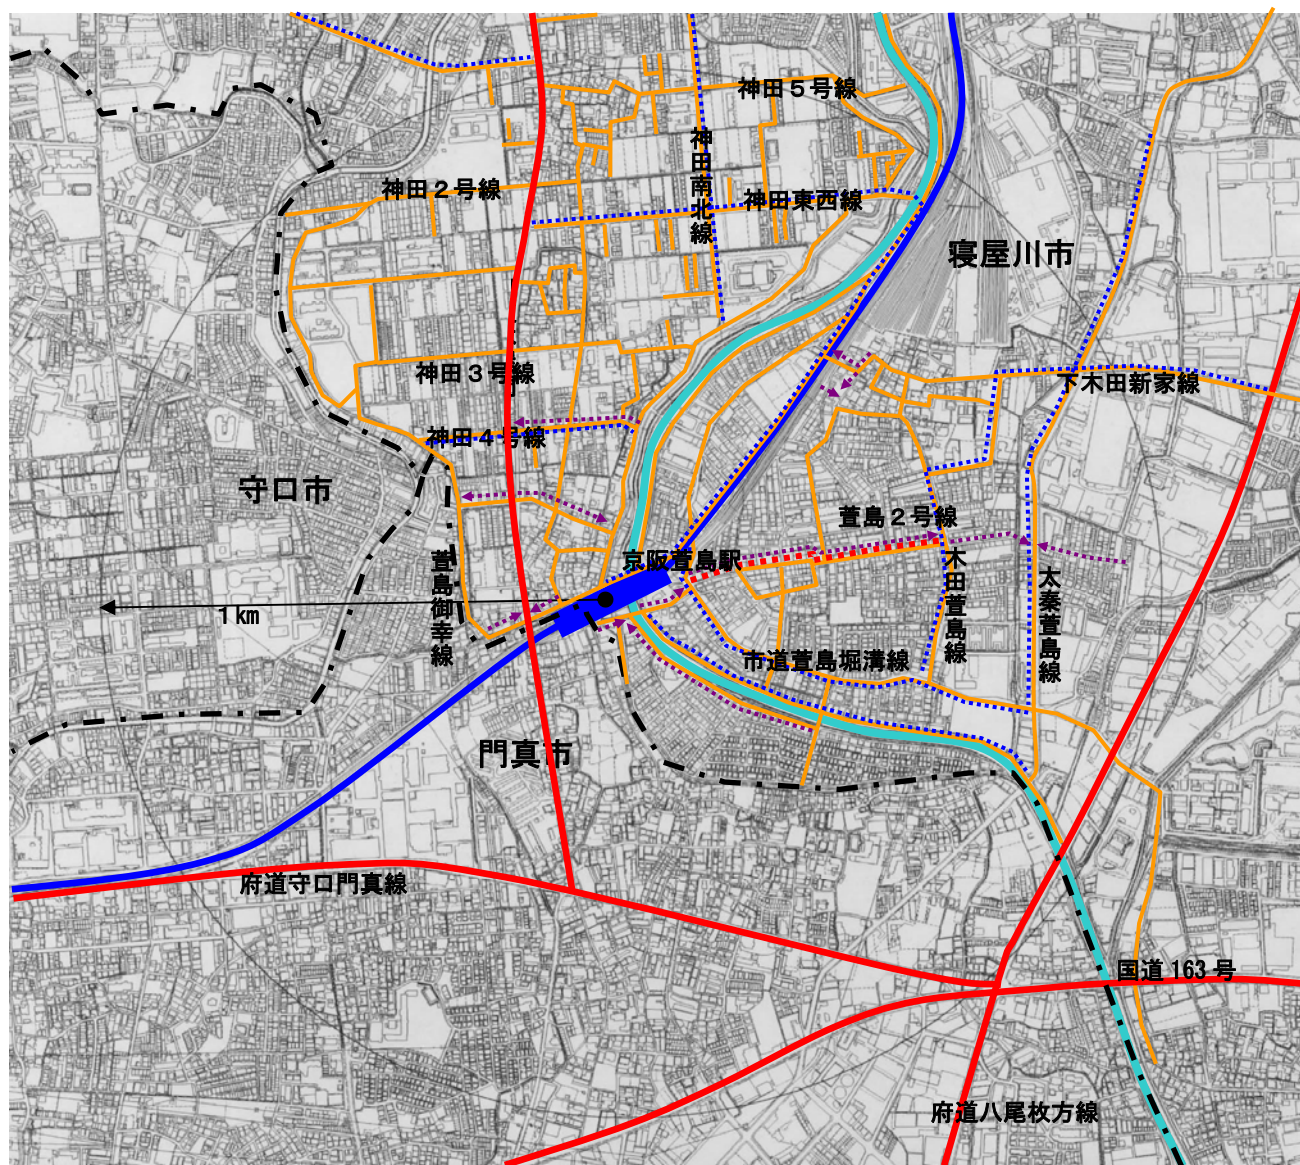 神田５号線
神田南北線
神田２号線
神田東西線
寝屋川市
神田３号線
下木田新家線
神田４号線
守口市
萱島２号線
京阪萱島駅
萱島御幸線
木田萱島線
太秦萱島線
１km
市道萱島堀溝線
門真市
府道守口門真線
国道 163 号
府道八尾枚方線